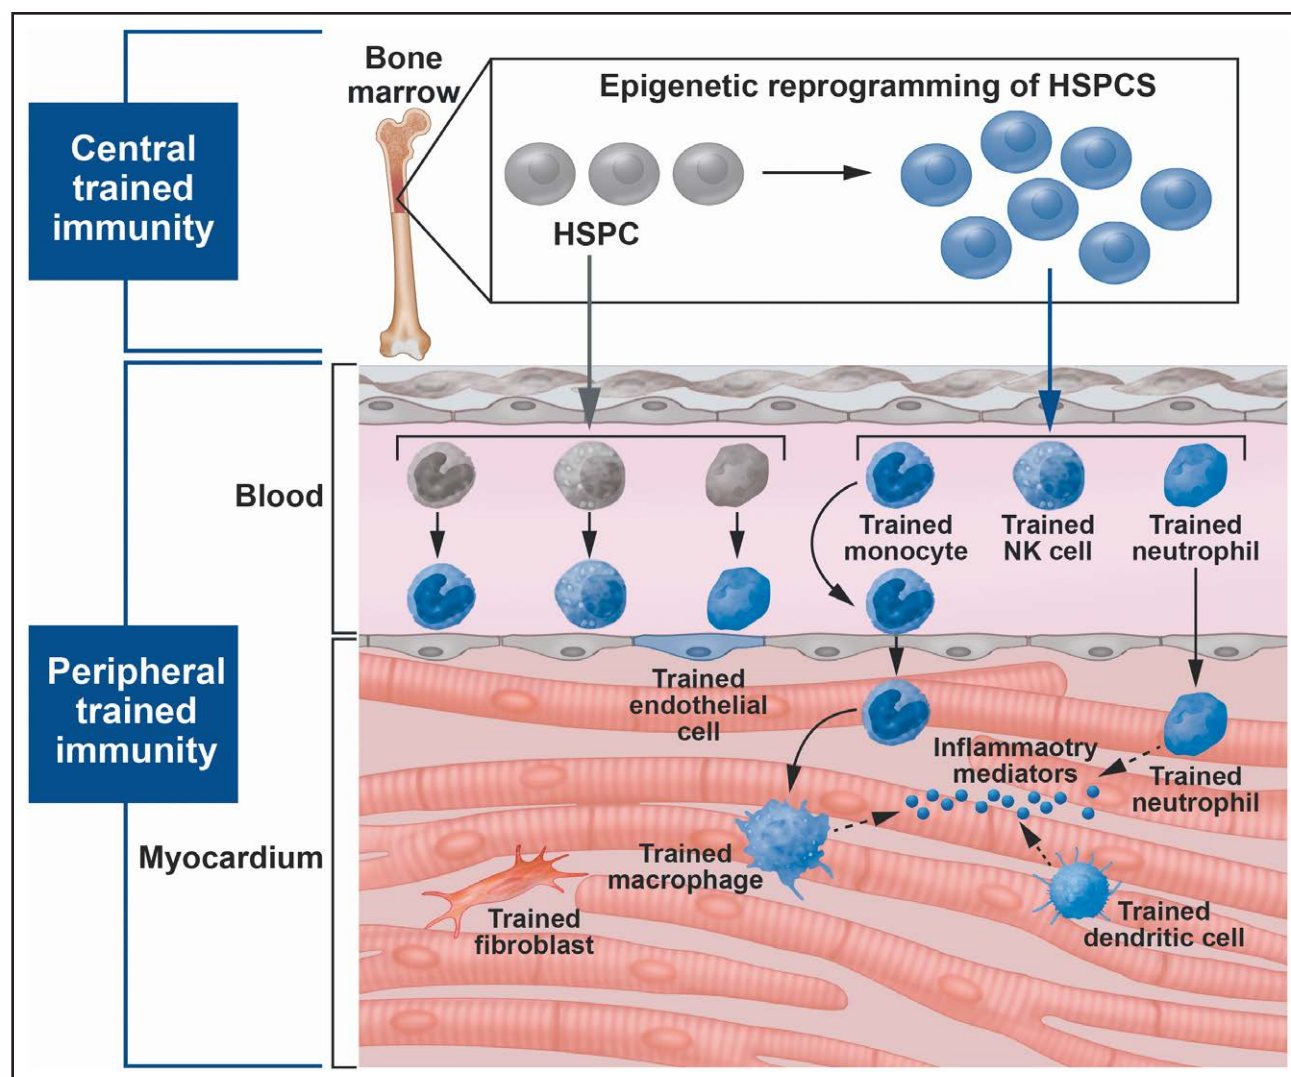 Central
trained
immunity
Bone
marrow
Epigenetic reprogramming of HSPCS
HSPC
Peripheral
trained
immunity
Blood
Trained
monocyte
Trained
NK cell
Trained
neutrophil
Myocardium
Trained
endothelial
cell
Inflammaotry
mediators
Trained
neutrophil
Trained
macrophage
Trained
fibroblast
Trained
dendritic cell